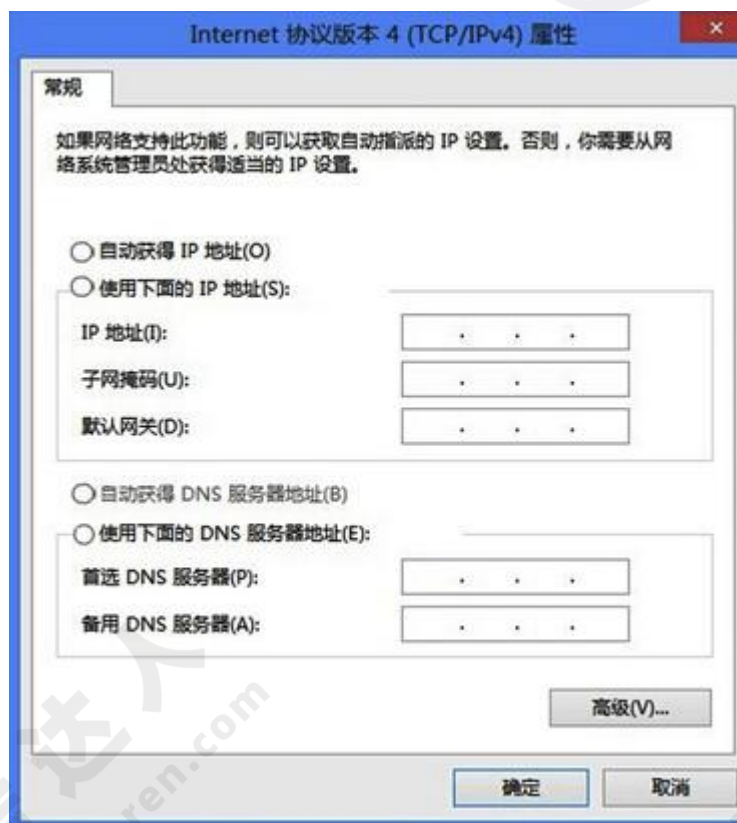 Internet 协议版本 4 (TCP/IPv4) 属性
常规
如果网络支持此功能，则可以获取自动指派的 IP 设置。否则，你需要从网
络系统管理员处获得适当的 IP 设置。
自动获得 IP 地址(O)
使用下面的 IP 地址(S):
IP 地址(I):
子网掩码(U):
默认网关(D):
自动获得 DNS 服务器地址(B)
使用下面的 DNS 服务器地址(E):
首选 DNS 服务器(P):
备用 DNS 服务器(A):
高级(V)...
确定
取消
达人
ren.com